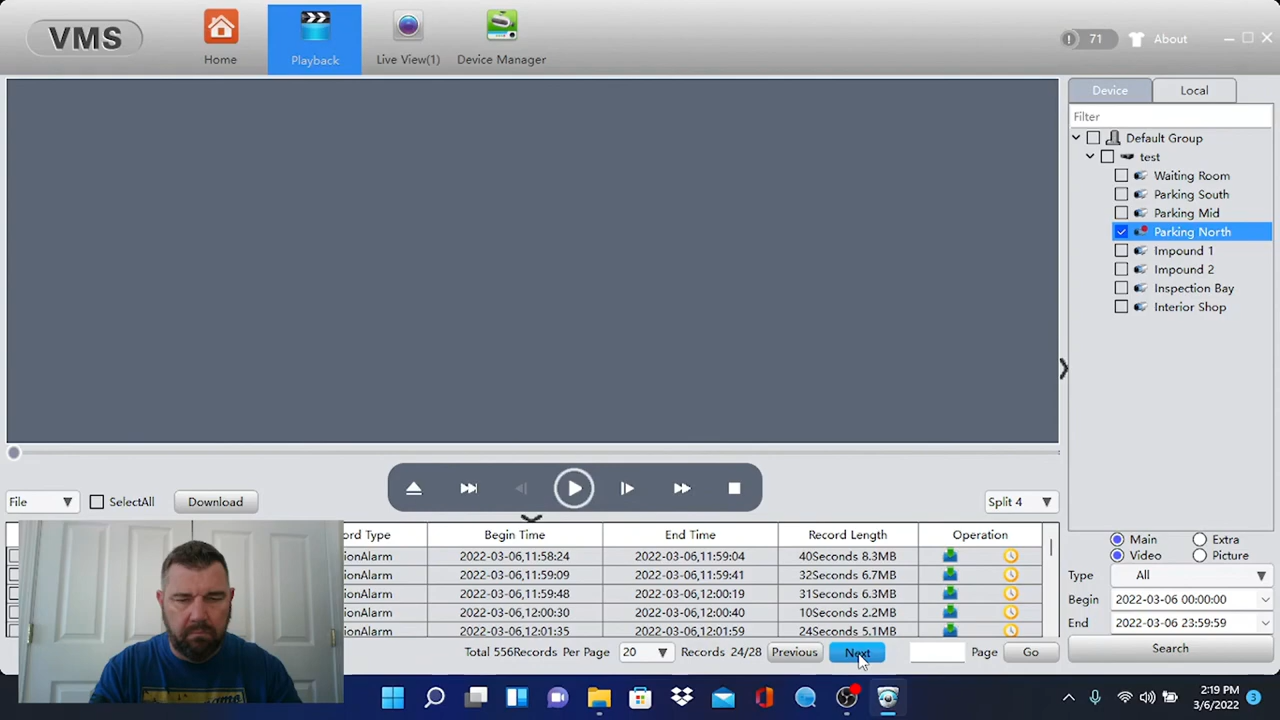 VMS
Home
Playback
Live View(1)
Device Manager
71
About
Device
Local
Filter
Default Group
test
Waiting Room
Parking South
Parking Mid
Parking North
Impound 1
Impound 2
Inspection Bay
Interior Shop
File
SelectAll
Download
Split 4
ord Type Begin Time End Time Record Length Operation
ionAlarm 2022-03-06,11:58:24 2022-03-06,11:59:04 40Seconds 8.3MB
ionAlarm 2022-03-06,11:59:09 2022-03-06,11:59:41 32Seconds 6.7MB
ionAlarm 2022-03-06,11:59:48 2022-03-06,12:00:19 31Seconds 6.3MB
ionAlarm 2022-03-06,12:00:30 2022-03-06,12:00:40 10Seconds 2.2MB
ionAlarm 2022-03-06,12:01:35 2022-03-06,12:01:59 24Seconds 5.1MB
Total 556Records Per Page 20 Records 24/28 Previous Next Page Go
Main Extra
Video Picture
Type All
Begin 2022-03-06 00:00:00
End 2022-03-06 23:59:59
Search
2:19 PM
3/6/2022
3